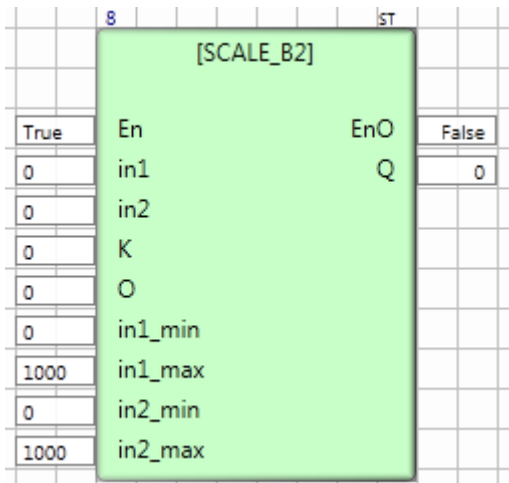 8 ST
[SCALE_B2]
True En EnO False
0 in1 Q 0
0 in2
0 K
0 O
0 in1_min
1000 in1_max
0 in2_min
1000 in2_max